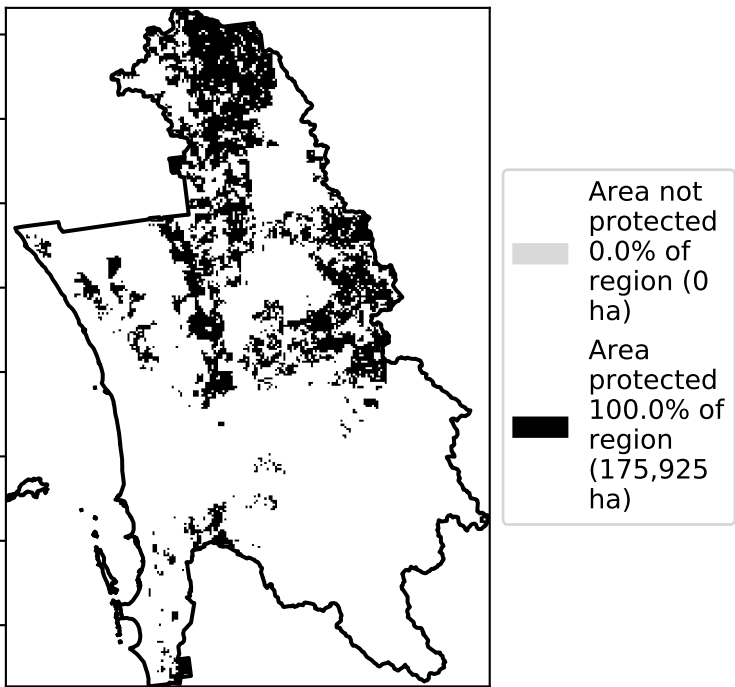 Area not
protected
0.0% of
region (0
ha)
Area
protected
100.0% of
region
(175,925
ha)